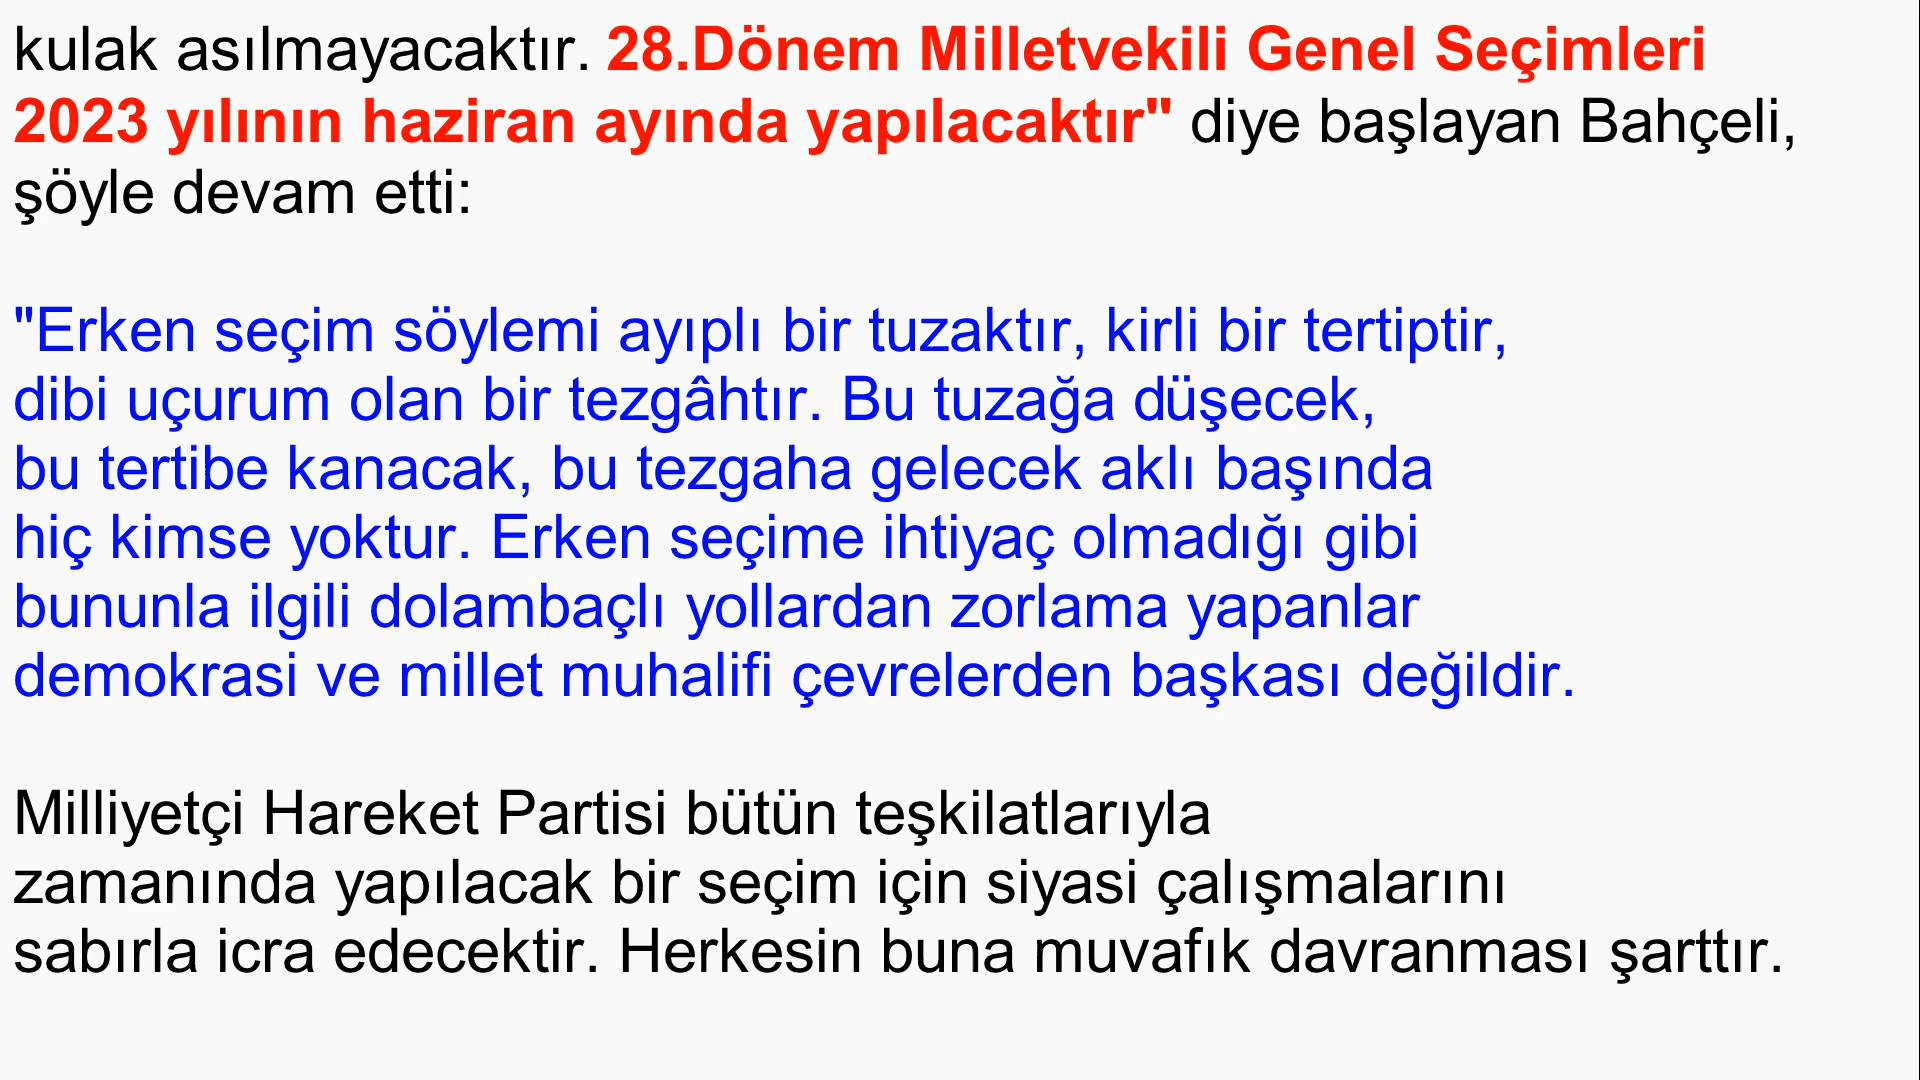 kulak asılmayacaktır. 28.Dönem Milletvekili Genel Seçimleri
2023 yılının haziran ayında yapılacaktır" diye başlayan Bahçeli,
şöyle devam etti:
"Erken seçim söylemi ayıplı bir tuzaktır, kirli bir tertiptir,
dibi uçurum olan bir tezgâhtır. Bu tuzağa düşecek,
bu tertibe kanacak, bu tezgaha gelecek aklı başında
hiç kimse yoktur. Erken seçime ihtiyaç olmadığı gibi
bununla ilgili dolambaçlı yollardan zorlama yapanlar
demokrasi ve millet muhalifi çevrelerden başkası değildir.
Milliyetçi Hareket Partisi bütün teşkilatlarıyla
zamanında yapılacak bir seçim için siyasi çalışmalarını
sabırla icra edecektir. Herkesin buna muvafık davranması şarttır.